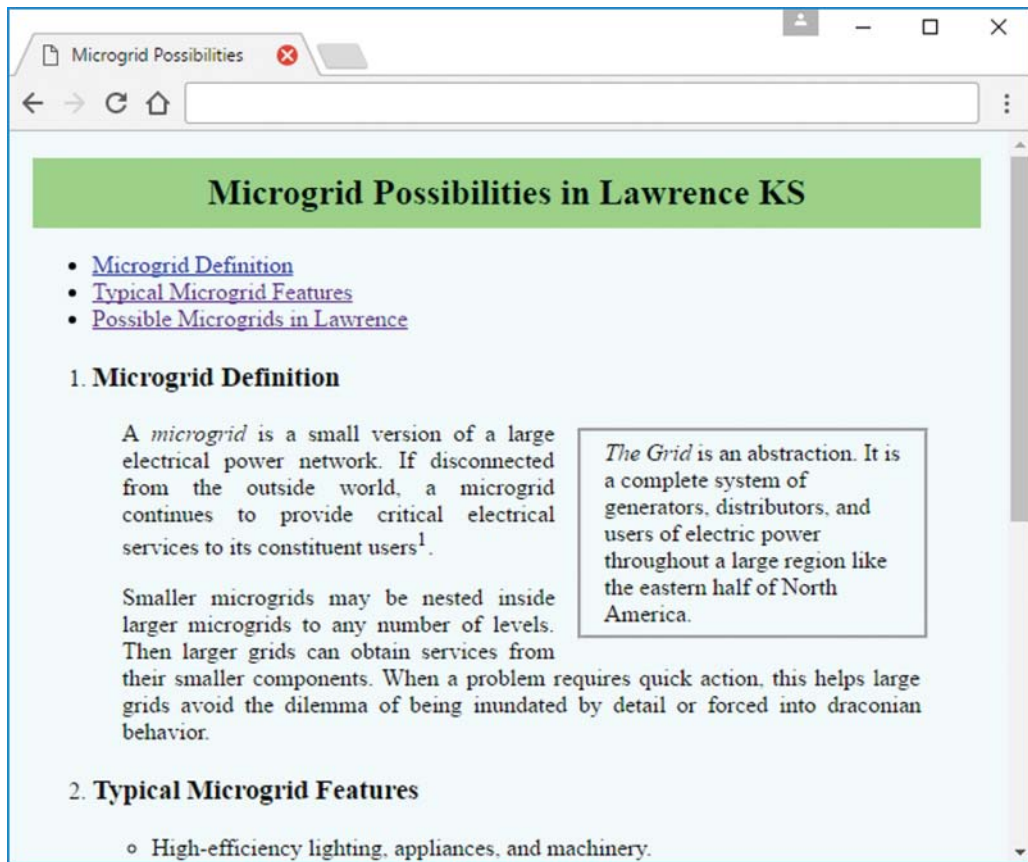 Microgrid Possibilities
Microgrid Possibilities in Lawrence KS
• Microgrid Definition
• Typical Microgrid Features
• Possible Microgrids in Lawrence
1. Microgrid Definition
A microgrid is a small version of a large
electrical power network. If disconnected
from the outside world, a microgrid
continues to provide critical electrical
services to its constituent users¹.
The Grid is an abstraction. It is
a complete system of
generators, distributors, and
users of electric power
throughout a large region like
the eastern half of North
America.
Smaller microgrids may be nested inside
larger microgrids to any number of levels.
Then larger grids can obtain services from
their smaller components. When a problem requires quick action, this helps large
grids avoid the dilemma of being inundated by detail or forced into draconian
behavior.
2. Typical Microgrid Features
◦ High-efficiency lighting, appliances, and machinery.